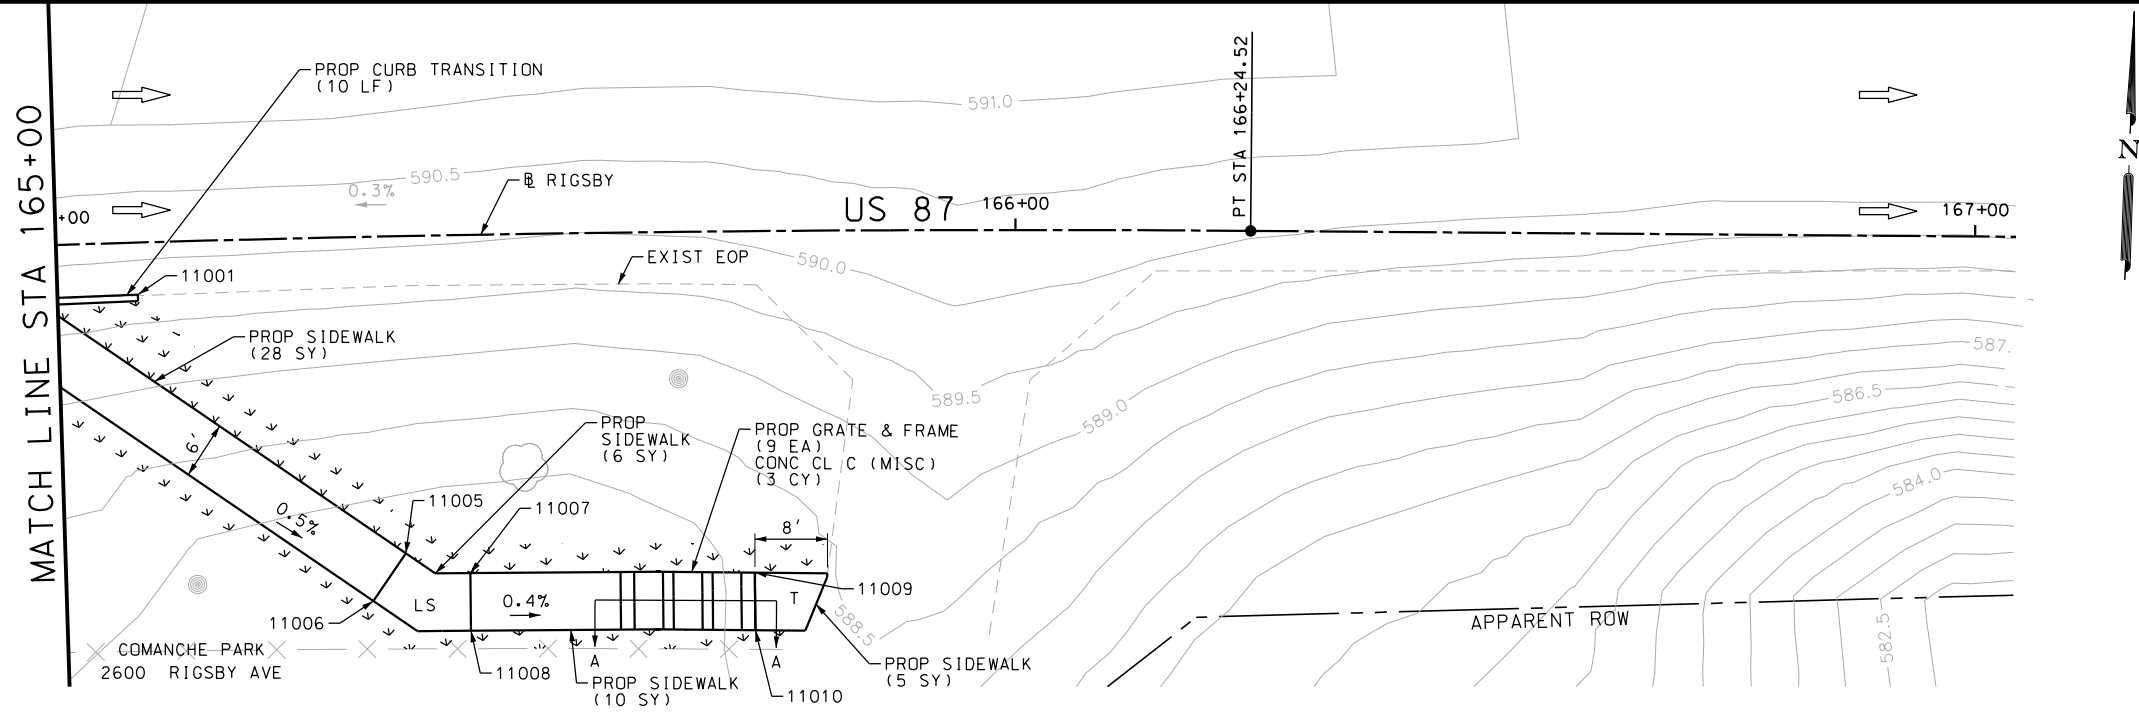 MATCH LINE STA 165+00
PROP CURB TRANSITION
(10 LF)
591.0
PT STA 166+24.52
N
590.5
0.3%
BL RIGSBY
+00
US 87
166+00
167+00
11001
EXIST EOP
590.0
PROP SIDEWALK
(28 SY)
587.
589.5
589.0
586.5
6'
PROP
SIDEWALK
(6 SY)
PROP GRATE & FRAME
(9 EA)
CONC CL C (MISC)
(3 CY)
584.0
0.5%
11005
11007
8'
LS
0.4%
T
11009
11006
588.5
APPARENT ROW
582.5
COMANCHE PARK
2600 RIGSBY AVE
A
A
11008
PROP SIDEWALK
(10 SY)
11010
PROP SIDEWALK
(5 SY)